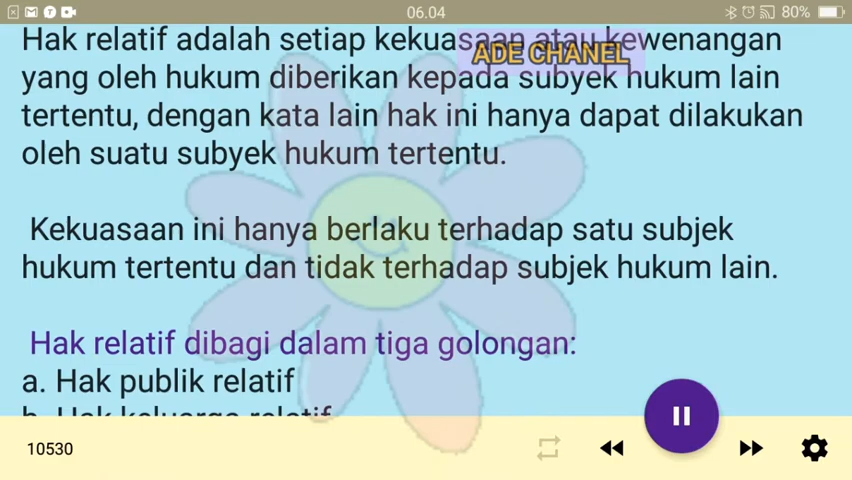 06.04
80%
Hak relatif adalah setiap kekuasaan atau kewenangan
ADE CHANEL
yang oleh hukum diberikan kepada subyek hukum lain
tertentu, dengan kata lain hak ini hanya dapat dilakukan
oleh suatu subyek hukum tertentu.
Kekuasaan ini hanya berlaku terhadap satu subjek
hukum tertentu dan tidak terhadap subjek hukum lain.
Hak relatif dibagi dalam tiga golongan:
a. Hak publik relatif
b. Hak keluarga relatif
10530